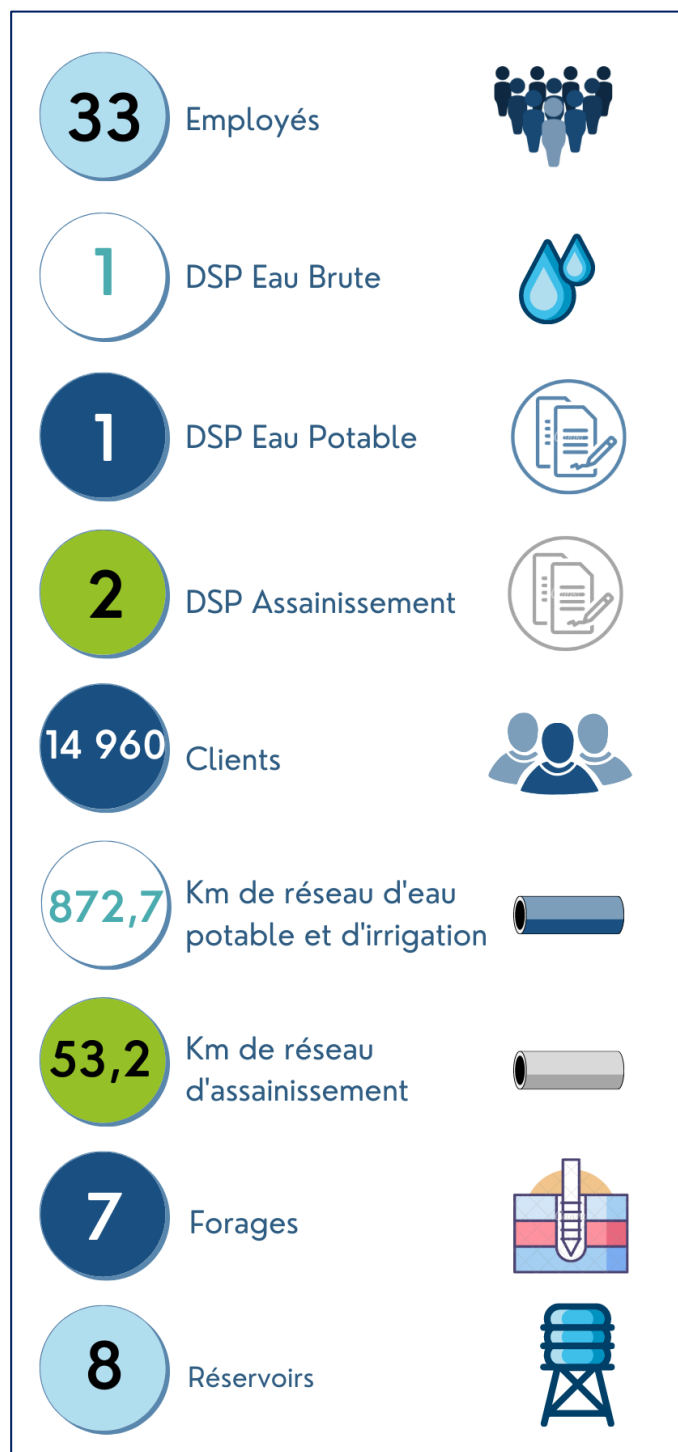 33 Employés
1 DSP Eau Brute
1 DSP Eau Potable
2 DSP Assainissement
14 960 Clients
872,7 Km de réseau d'eau
potable et d'irrigation
53,2 Km de réseau
d'assainissement
7 Forages
8 Réservoirs